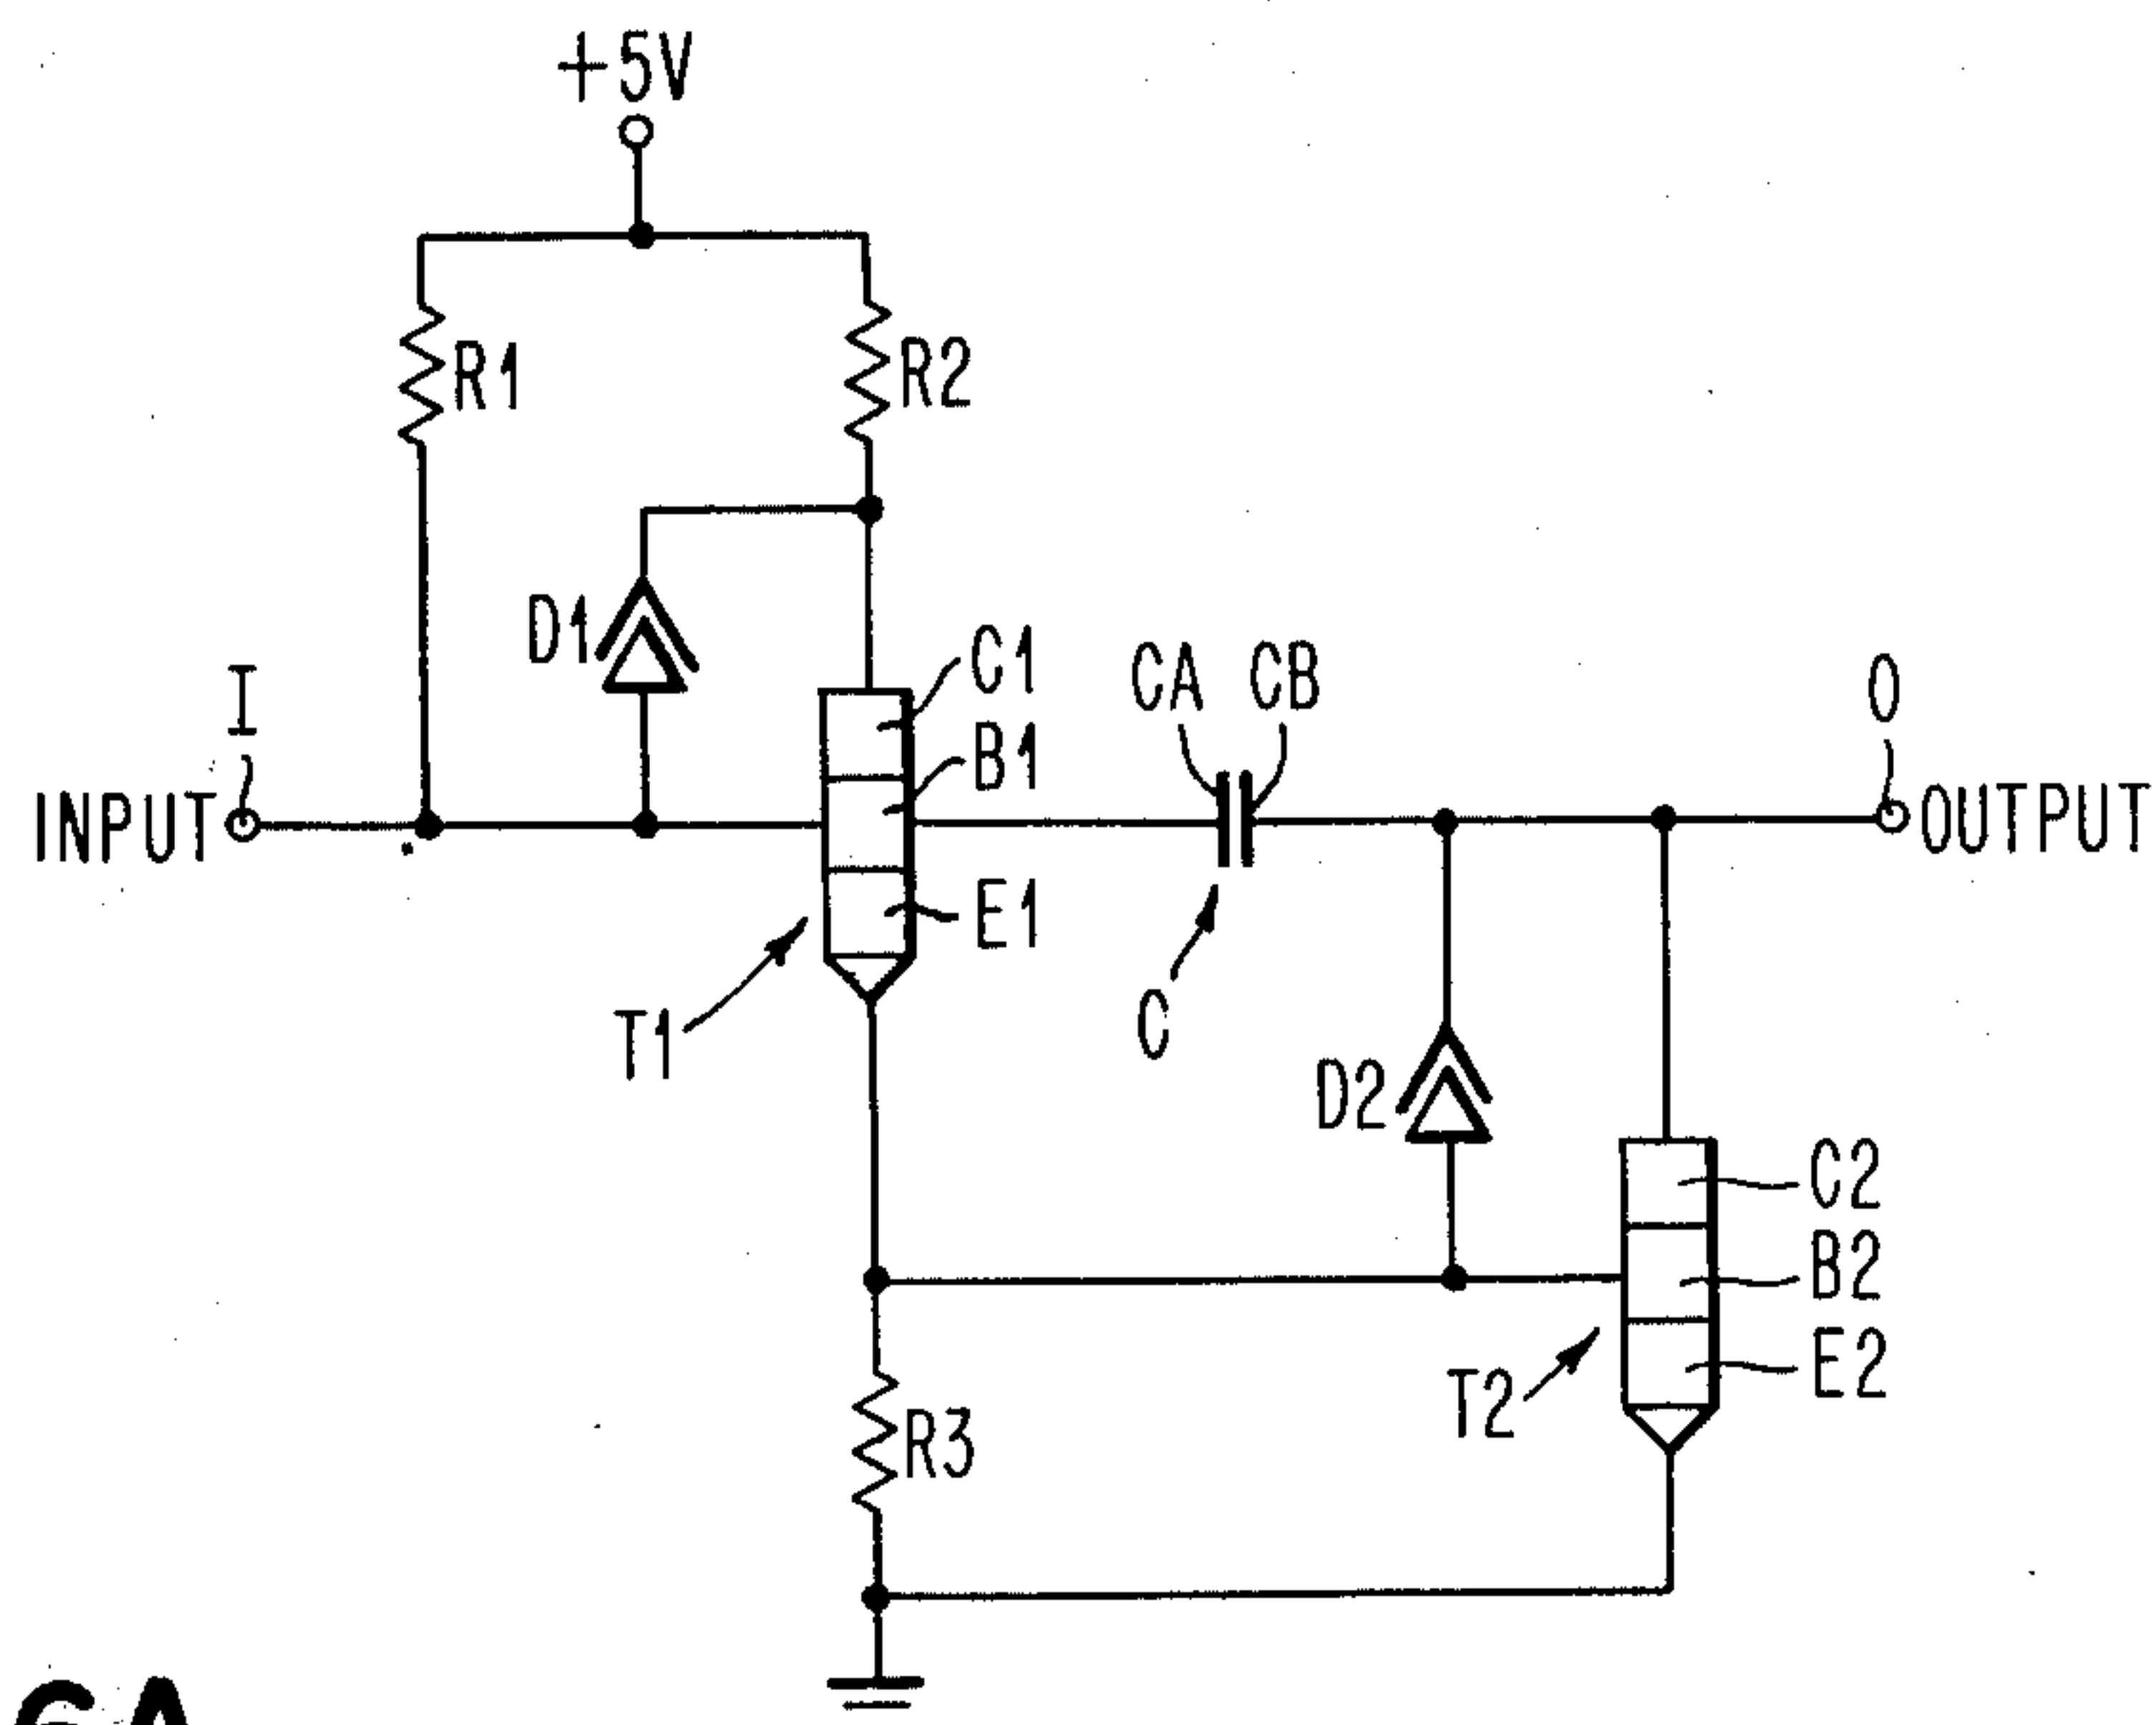 +5V
R1
R2
D1
C1
CA CB
I
O
B1
INPUT
OUTPUT
E1
T1
C
D2
C2
B2
E2
T2
R3